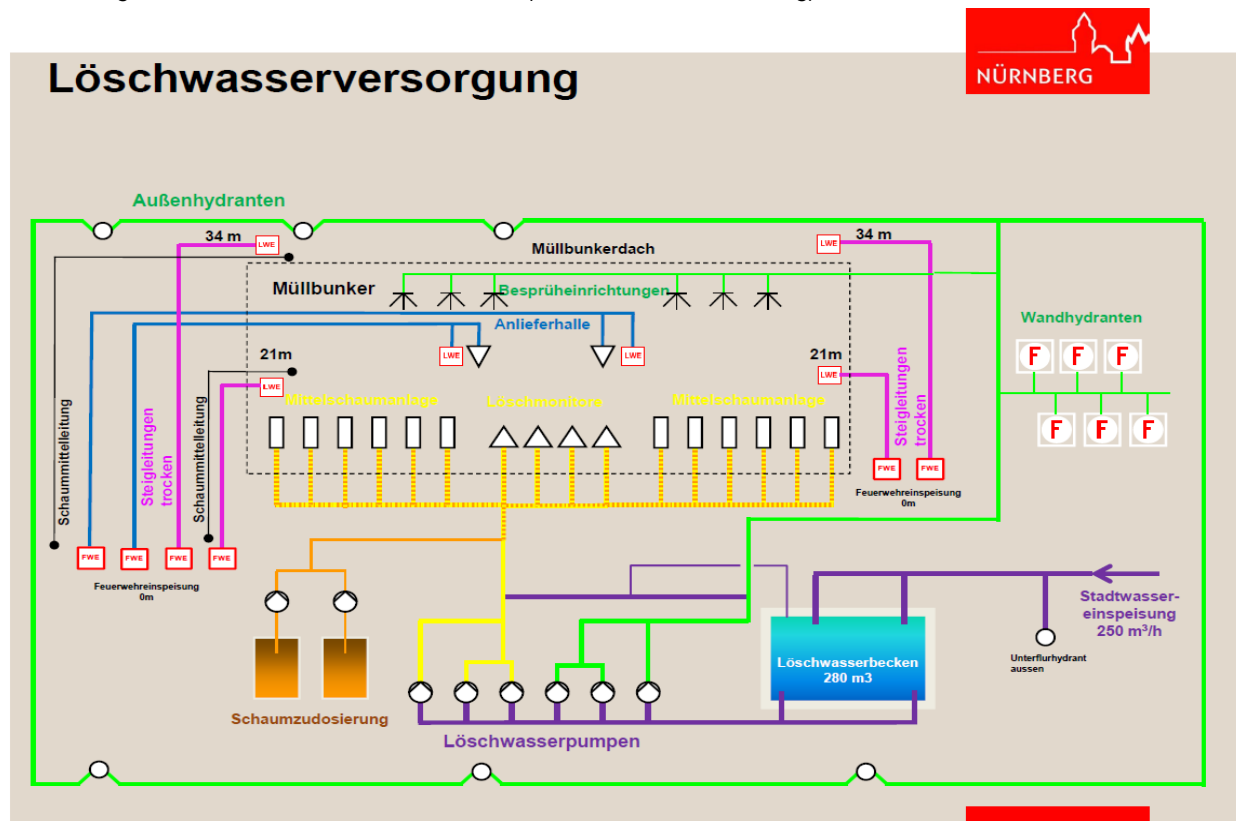 NÜRNBERG
Löschwasserversorgung
Außenhydranten
34 m
LWE
Müllbunkerdach
LWE
34 m
Müllbunker
Besprüheinrichtungen
Anlieferhalle
Wandhydranten
F F F
F F F
21m
LWE
LWE
LWE
21m
LWE
Mittelschaumanlage
Löschmonitore
Mittelschaumanlage
Schaummittelleitung
Steigleitungen
trocken
Schaummittelleitung
Steigleitungen
trocken
FWE
FWE
Feuerwehreinspeisung
0m
FWE
FWE
FWE
FWE
Feuerwehreinspeisung
0m
Stadtwasser-
einspeisung
250 m³/h
Unterflurhydrant
aussen
Löschwasserbecken
280 m3
Schaumzudosierung
Löschwasserpumpen